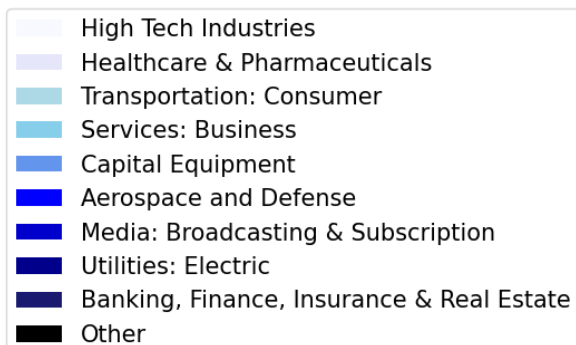 High Tech Industries
Healthcare & Pharmaceuticals
Transportation: Consumer
Services: Business
Capital Equipment
Aerospace and Defense
Media: Broadcasting & Subscription
Utilities: Electric
Banking, Finance, Insurance & Real Estate
Other